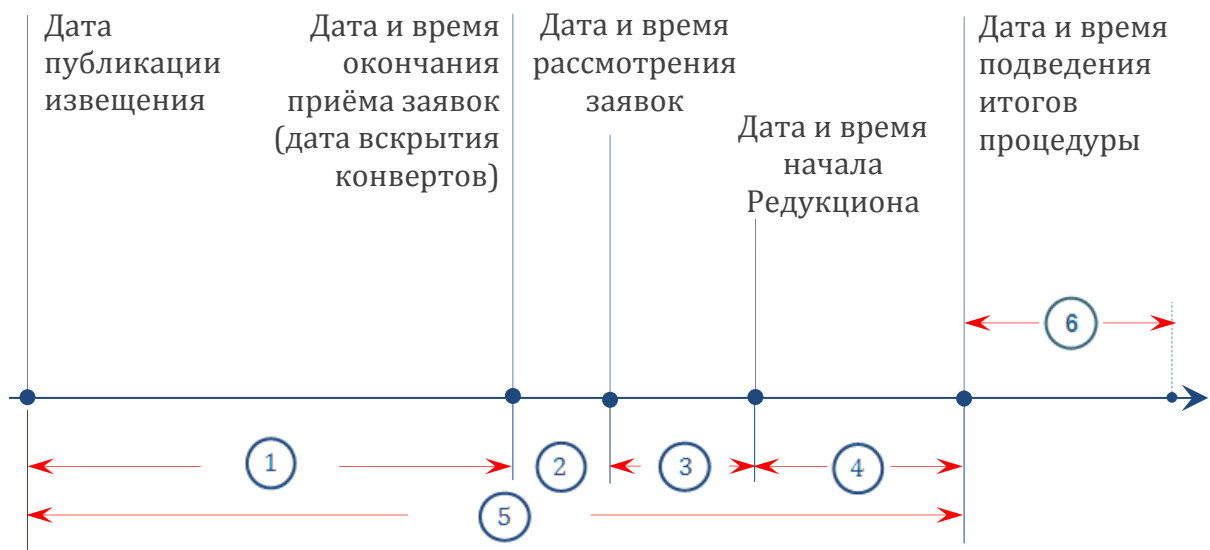 Дата
публикации
извещения
Дата и время
окончания
приёма заявок
(дата вскрытия
конвертов)
Дата и время
рассмотрения
заявок
Дата и время
начала
Редукциона
Дата и время
подведения
итогов
процедуры
6
1
2
3
4
5